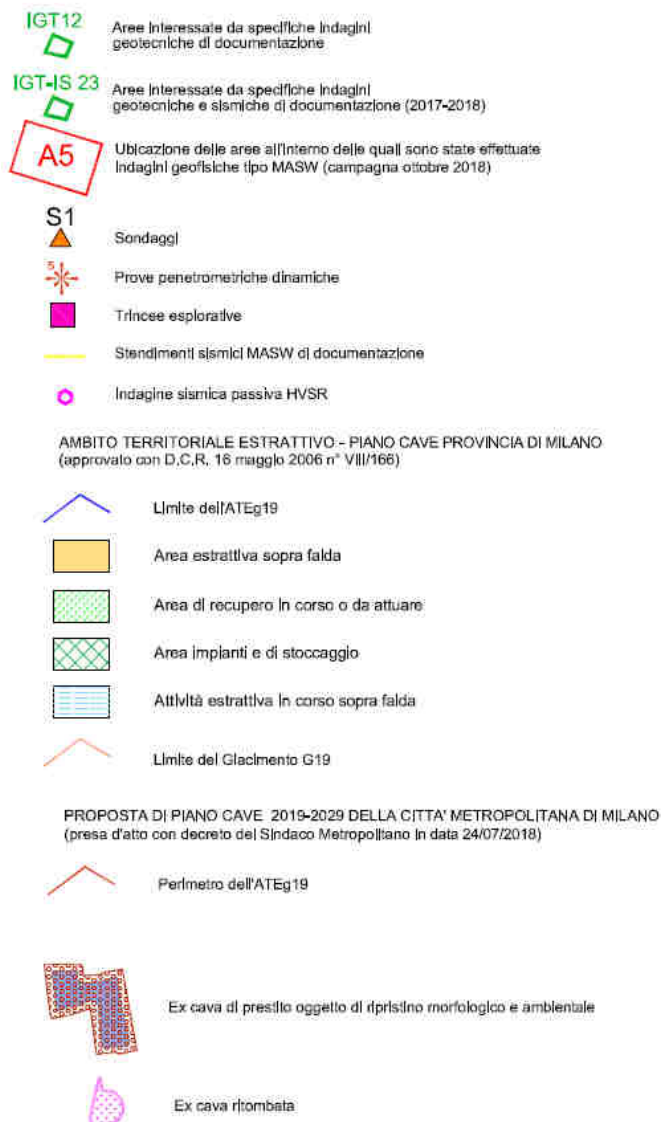 IGT12
Aree interessate da specifiche indagini
geotecniche di documentazione
IGT-IS 23
Aree interessate da specifiche indagini
geotecniche e sismiche di documentazione (2017-2018)
A5
Ubicazione delle aree all'interno delle quali sono state effettuate
indagini geofisiche tipo MASW (campagna ottobre 2018)
S1
Sondaggi
5
Prove penetrometriche dinamiche
Trincee esplorative
Stendimenti sismici MASW di documentazione
Indagine sismica passiva HVSR
AMBITO TERRITORIALE ESTRATTIVO - PIANO CAVE PROVINCIA DI MILANO
(approvato con D.C.R. 16 maggio 2006 n° VIII/166)
Limite dell'ATEg19
Area estrattiva sopra falda
Area di recupero in corso o da attuare
Area impianti e di stoccaggio
Attività estrattiva in corso sopra falda
Limite del Giacimento G19
PROPOSTA DI PIANO CAVE 2019-2029 DELLA CITTA' METROPOLITANA DI MILANO
(presa d'atto con decreto del Sindaco Metropolitano in data 24/07/2018)
Perimetro dell'ATEg19
Ex cava di prestito oggetto di ripristino morfologico e ambientale
Ex cava ritombata